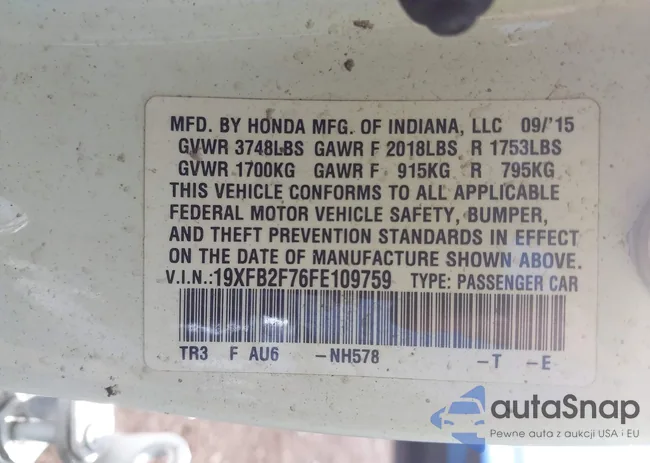 MFD. BY HONDA MFG. OF INDIANA, LLC 09/'15
GVWR 3748LBS GAWR F 2018LBS R 1753LBS
GVWR 1700KG GAWR F 915KG R 795KG
THIS VEHICLE CONFORMS TO ALL APPLICABLE
FEDERAL MOTOR VEHICLE SAFETY, BUMPER,
AND THEFT PREVENTION STANDARDS IN EFFECT
ON THE DATE OF MANUFACTURE SHOWN ABOVE.
V.I.N.:19XFB2F76FE109759 TYPE: PASSENGER CAR
TR3 F AU6 –NH578 –T –E
autaSnap
Pewne auta z aukcji USA i EU